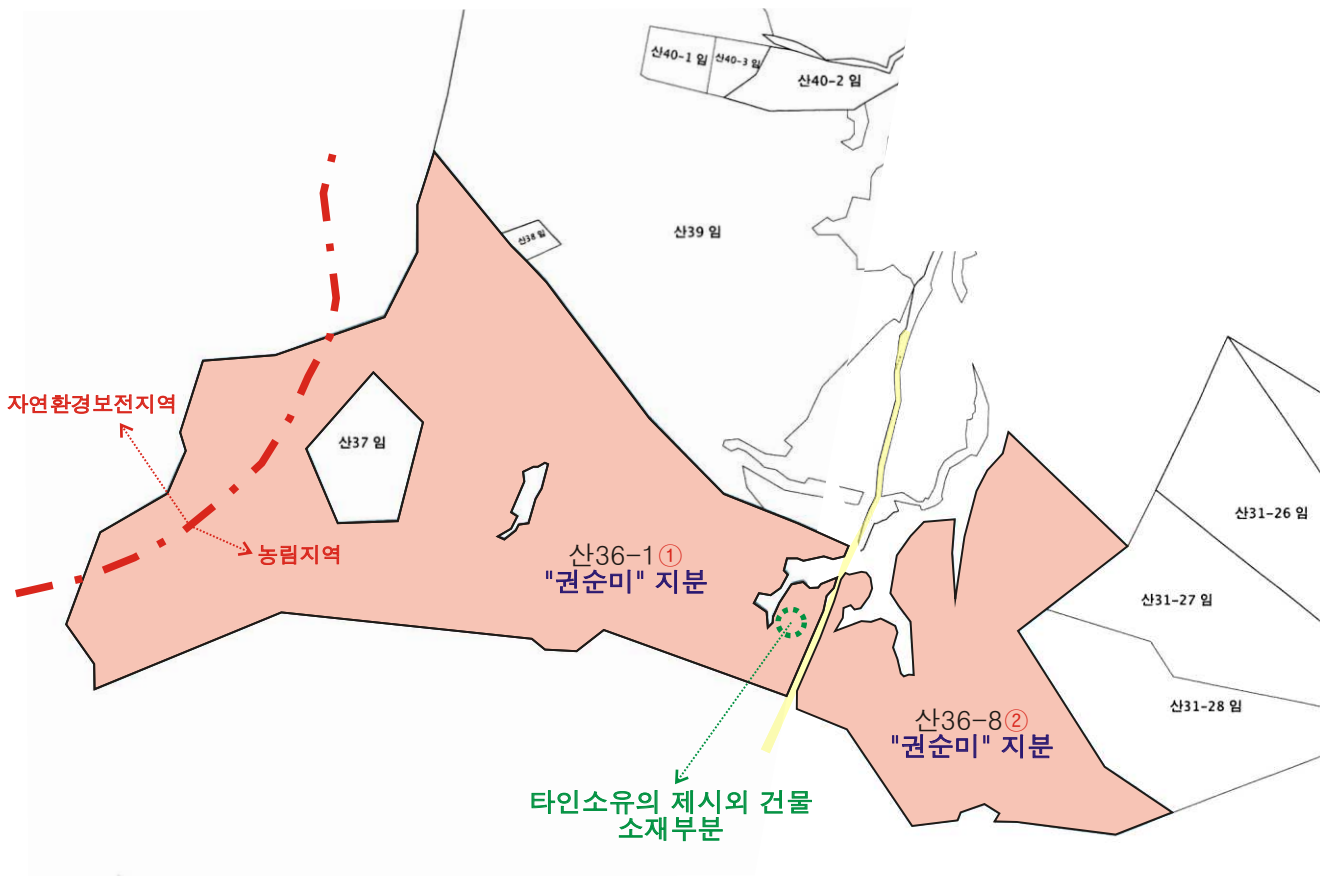 산40-1 임
산40-3 임
산40-2 임
산39 임
산38 임
자연환경보전지역
산37 임
농림지역
산36-1①
"권순미" 지분
산31-26 임
산31-27 임
산31-28 임
산36-8②
"권순미" 지분
타인소유의 제시외 건물
소재부분